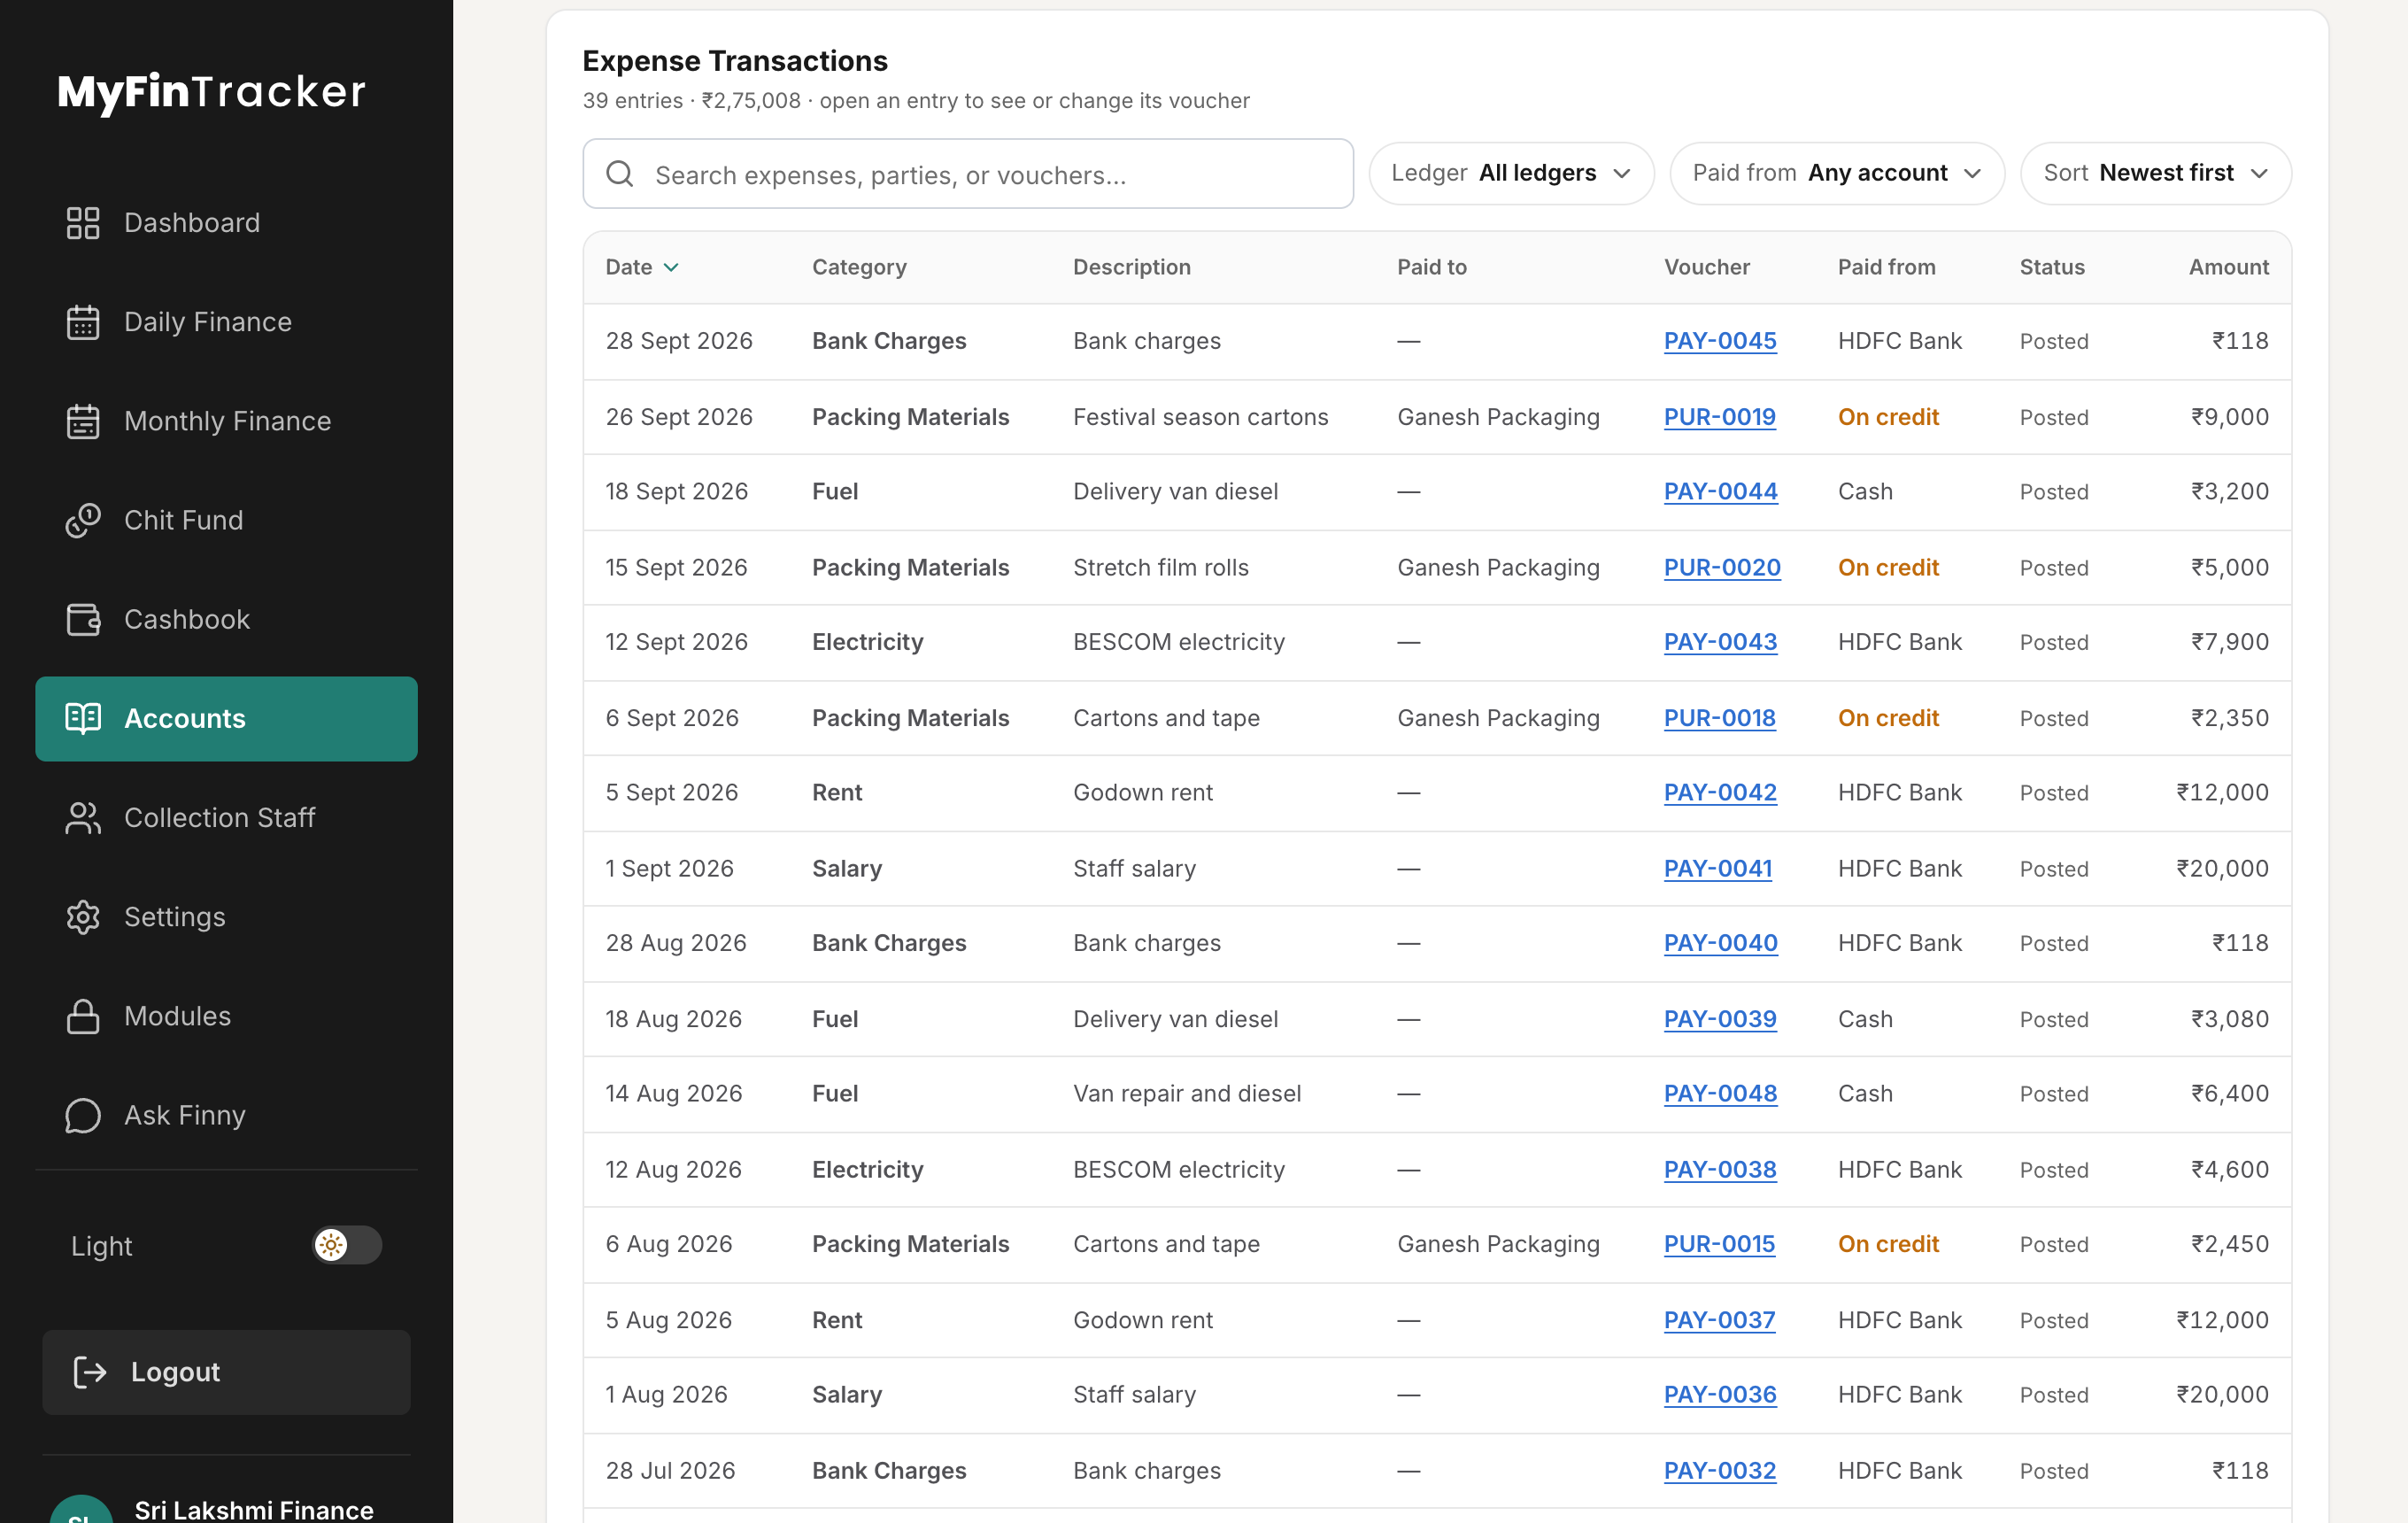 MyFinTracker
Dashboard
Daily Finance
Monthly Finance
Chit Fund
Cashbook
Accounts
Collection Staff
Settings
Modules
Ask Finny
Light
Logout
Sri Lakshmi Finance
Expense Transactions
39 entries · ₹2,75,008 · open an entry to see or change its voucher
Search expenses, parties, or vouchers...
Ledger All ledgers
Paid from Any account
Sort Newest first
Date Category Description Paid to Voucher Paid from Status Amount
28 Sept 2026 Bank Charges Bank charges — PAY-0045 HDFC Bank Posted ₹118
26 Sept 2026 Packing Materials Festival season cartons Ganesh Packaging PUR-0019 On credit Posted ₹9,000
18 Sept 2026 Fuel Delivery van diesel — PAY-0044 Cash Posted ₹3,200
15 Sept 2026 Packing Materials Stretch film rolls Ganesh Packaging PUR-0020 On credit Posted ₹5,000
12 Sept 2026 Electricity BESCOM electricity — PAY-0043 HDFC Bank Posted ₹7,900
6 Sept 2026 Packing Materials Cartons and tape Ganesh Packaging PUR-0018 On credit Posted ₹2,350
5 Sept 2026 Rent Godown rent — PAY-0042 HDFC Bank Posted ₹12,000
1 Sept 2026 Salary Staff salary — PAY-0041 HDFC Bank Posted ₹20,000
28 Aug 2026 Bank Charges Bank charges — PAY-0040 HDFC Bank Posted ₹118
18 Aug 2026 Fuel Delivery van diesel — PAY-0039 Cash Posted ₹3,080
14 Aug 2026 Fuel Van repair and diesel — PAY-0048 Cash Posted ₹6,400
12 Aug 2026 Electricity BESCOM electricity — PAY-0038 HDFC Bank Posted ₹4,600
6 Aug 2026 Packing Materials Cartons and tape Ganesh Packaging PUR-0015 On credit Posted ₹2,450
5 Aug 2026 Rent Godown rent — PAY-0037 HDFC Bank Posted ₹12,000
1 Aug 2026 Salary Staff salary — PAY-0036 HDFC Bank Posted ₹20,000
28 Jul 2026 Bank Charges Bank charges — PAY-0032 HDFC Bank Posted ₹118